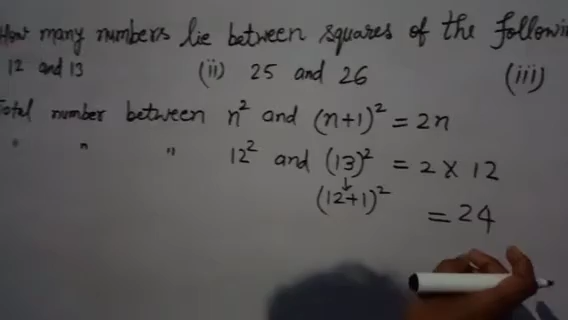 How many numbers lie between squares of the
12 and 13 (ii) 25 and 26 (iii)
Total number between n² and (n+1)² = 2n
" " " 12² and (13)² = 2 × 12
↓
(12+1)² = 24